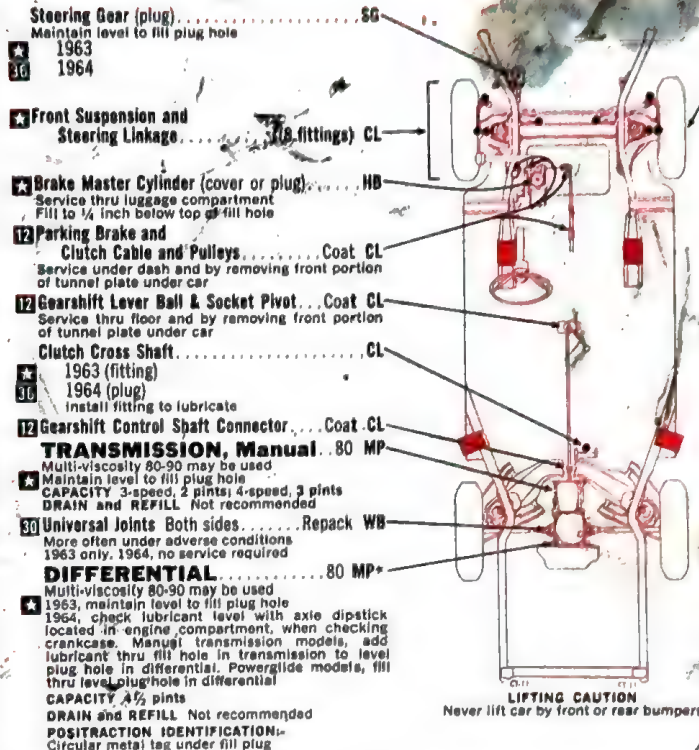 Steering Gear (plug)..................SG
Maintain level to fill plug hole
★ 1963
36 1964
★ Front Suspension and
Steering Linkage..........(8 fittings) CL
★ Brake Master Cylinder (cover or plug)......HB
Service thru luggage compartment
Fill to ¼ inch below top of fill hole
12 Parking Brake and
Clutch Cable and Pulleys........Coat CL
Service under dash and by removing front portion
of tunnel plate under car
12 Gearshift Lever Ball & Socket Pivot...Coat CL
Service thru floor and by removing front portion
of tunnel plate under car
Clutch Cross Shaft....................CL
★ 1963 (fitting)
36 1964 (plug)
Install fitting to lubricate
12 Gearshift Control Shaft Connector....Coat CL
TRANSMISSION, Manual..80 MP
Multi-viscosity 80-90 may be used
★ Maintain level to fill plug hole
CAPACITY 3-speed, 2 pints; 4-speed, 3 pints
DRAIN and REFILL Not recommended
30 Universal Joints Both sides.......Repack WB
More often under adverse conditions
1963 only. 1964, no service required
DIFFERENTIAL............80 MP*
Multi-viscosity 80-90 may be used
★ 1963, maintain level to fill plug hole
1964, check lubricant level with axle dipstick
located in engine compartment, when checking
crankcase. Manual transmission models, add
lubricant thru fill hole in transmission to level
plug hole in differential. Powerglide models, fill
thru level plug hole in differential
CAPACITY 4½ pints
DRAIN and REFILL Not recommended
POSITRACTION IDENTIFICATION:-
Circular metal tag under fill plug
LIFTING CAUTION
Never lift car by front or rear bumpers